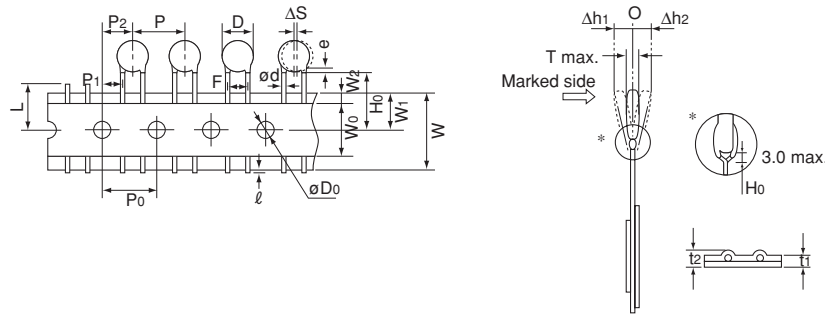 P2 P D ΔS
e
P1 F ød W2 H0 W1
L W0 W
P0 øD0
ℓ
Δh1 O Δh2
T max.
Marked side
*
*
3.0 max.
H0
t2 t1